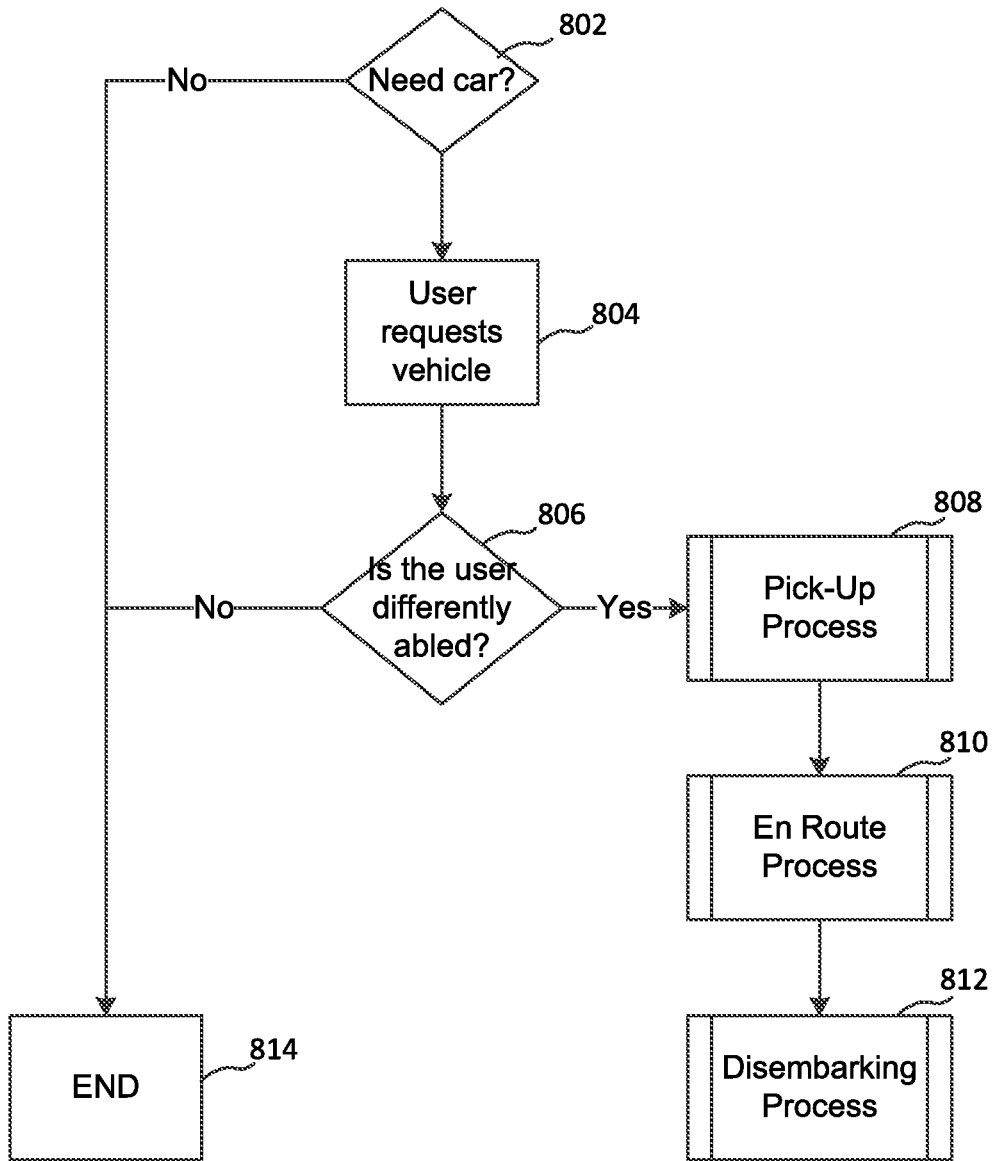 802
Need car?
No
User
requests
vehicle
804
806
Is the user
differently
abled?
No
Yes
808
Pick-Up
Process
810
En Route
Process
812
Disembarking
Process
END
814